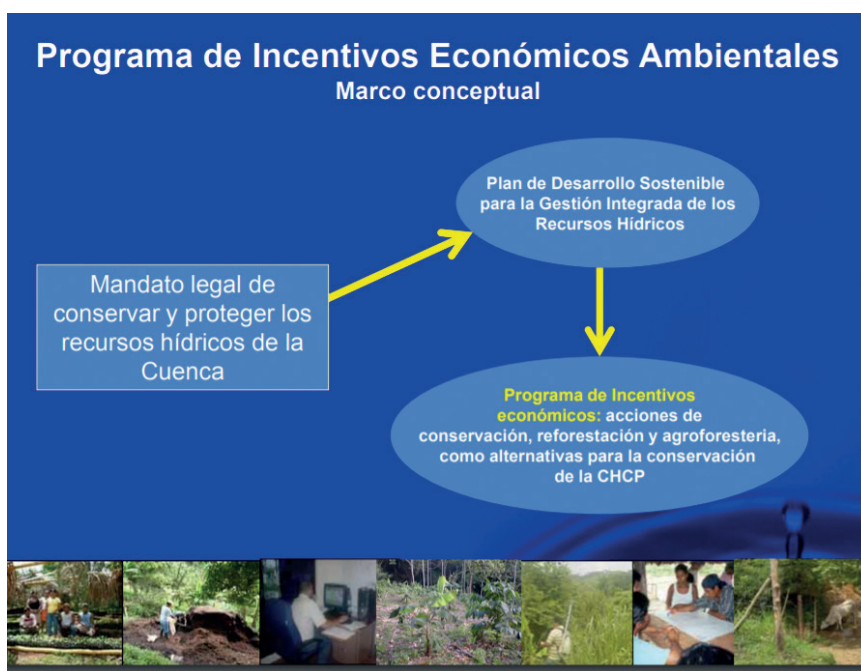 Programa de Incentivos Económicos Ambientales
Marco conceptual
Mandato legal de
conservar y proteger los
recursos hídricos de la
Cuenca
Plan de Desarrollo Sostenible
para la Gestión Integrada de los
Recursos Hídricos
Programa de Incentivos
económicos: acciones de
conservación, reforestación y agroforesteria,
como alternativas para la conservación
de la CHCP